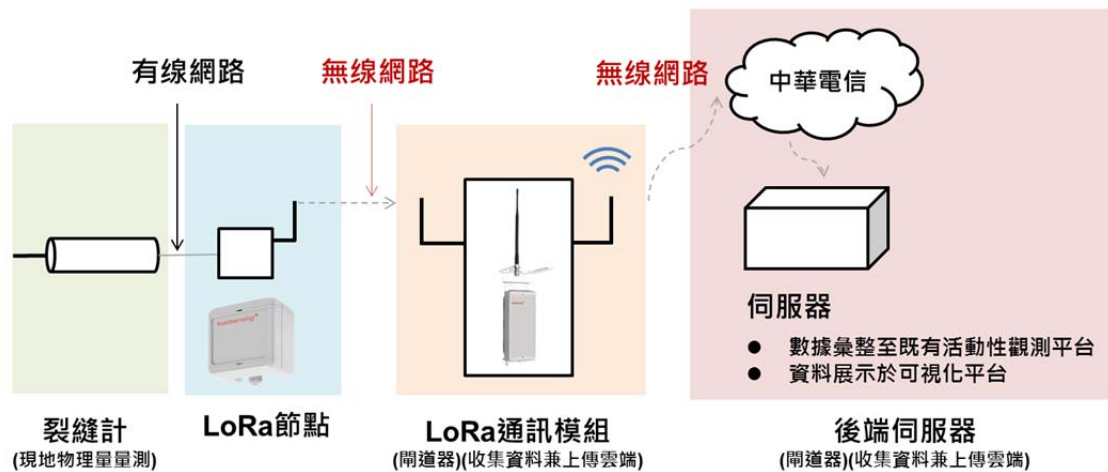 有线網路
無线網路
無线網路
中華電信
伺服器
● 數據彙整至既有活動性觀測平台
● 資料展示於可視化平台
裂縫計
(現地物理量量測)
LoRa節點
LoRa通訊模組
(閘道器)(收集資料兼上傳雲端)
後端伺服器
(閘道器)(收集資料兼上傳雲端)